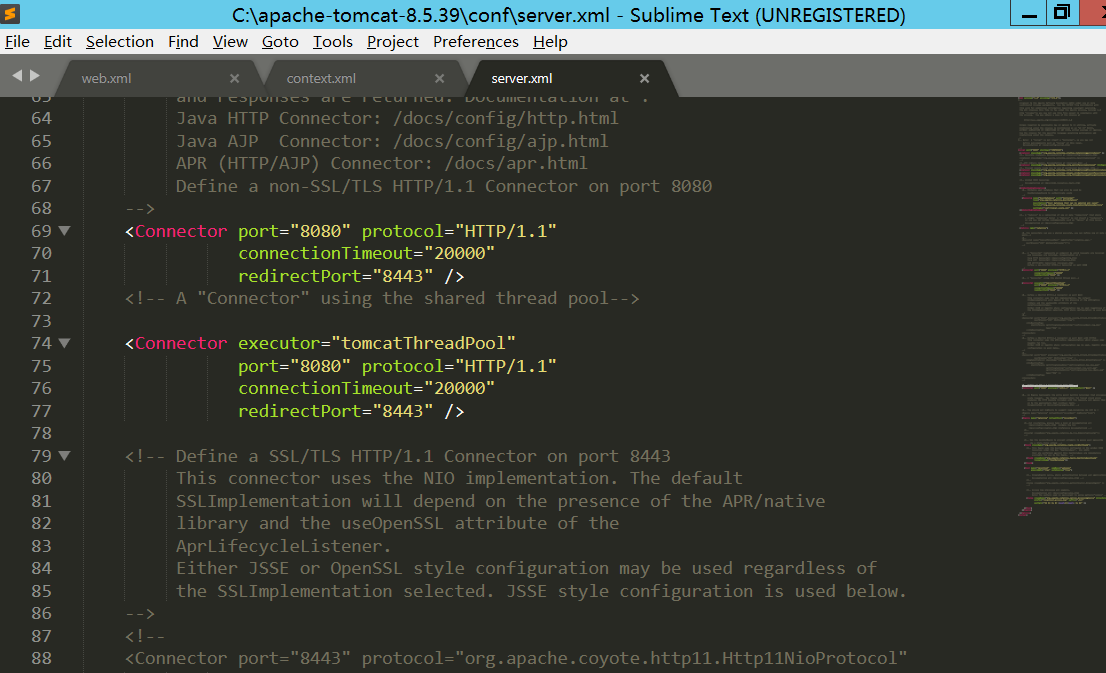 C:\apache-tomcat-8.5.39\conf\server.xml - Sublime Text (UNREGISTERED)
File Edit Selection Find View Goto Tools Project Preferences Help
web.xml × context.xml × server.xml ×
63 and responses are returned. Documentation at :
64 Java HTTP Connector: /docs/config/http.html
65 Java AJP  Connector: /docs/config/ajp.html
66 APR (HTTP/AJP) Connector: /docs/apr.html
67 Define a non-SSL/TLS HTTP/1.1 Connector on port 8080
68 -->
69 <Connector port="8080" protocol="HTTP/1.1"
70 connectionTimeout="20000"
71 redirectPort="8443" />
72 <!-- A "Connector" using the shared thread pool-->
73
74 <Connector executor="tomcatThreadPool"
75 port="8080" protocol="HTTP/1.1"
76 connectionTimeout="20000"
77 redirectPort="8443" />
78
79 <!-- Define a SSL/TLS HTTP/1.1 Connector on port 8443
80 This connector uses the NIO implementation. The default
81 SSLImplementation will depend on the presence of the APR/native
82 library and the useOpenSSL attribute of the
83 AprLifecycleListener.
84 Either JSSE or OpenSSL style configuration may be used regardless of
85 the SSLImplementation selected. JSSE style configuration is used below.
86 -->
87 <!--
88 <Connector port="8443" protocol="org.apache.coyote.http11.Http11NioProtocol"